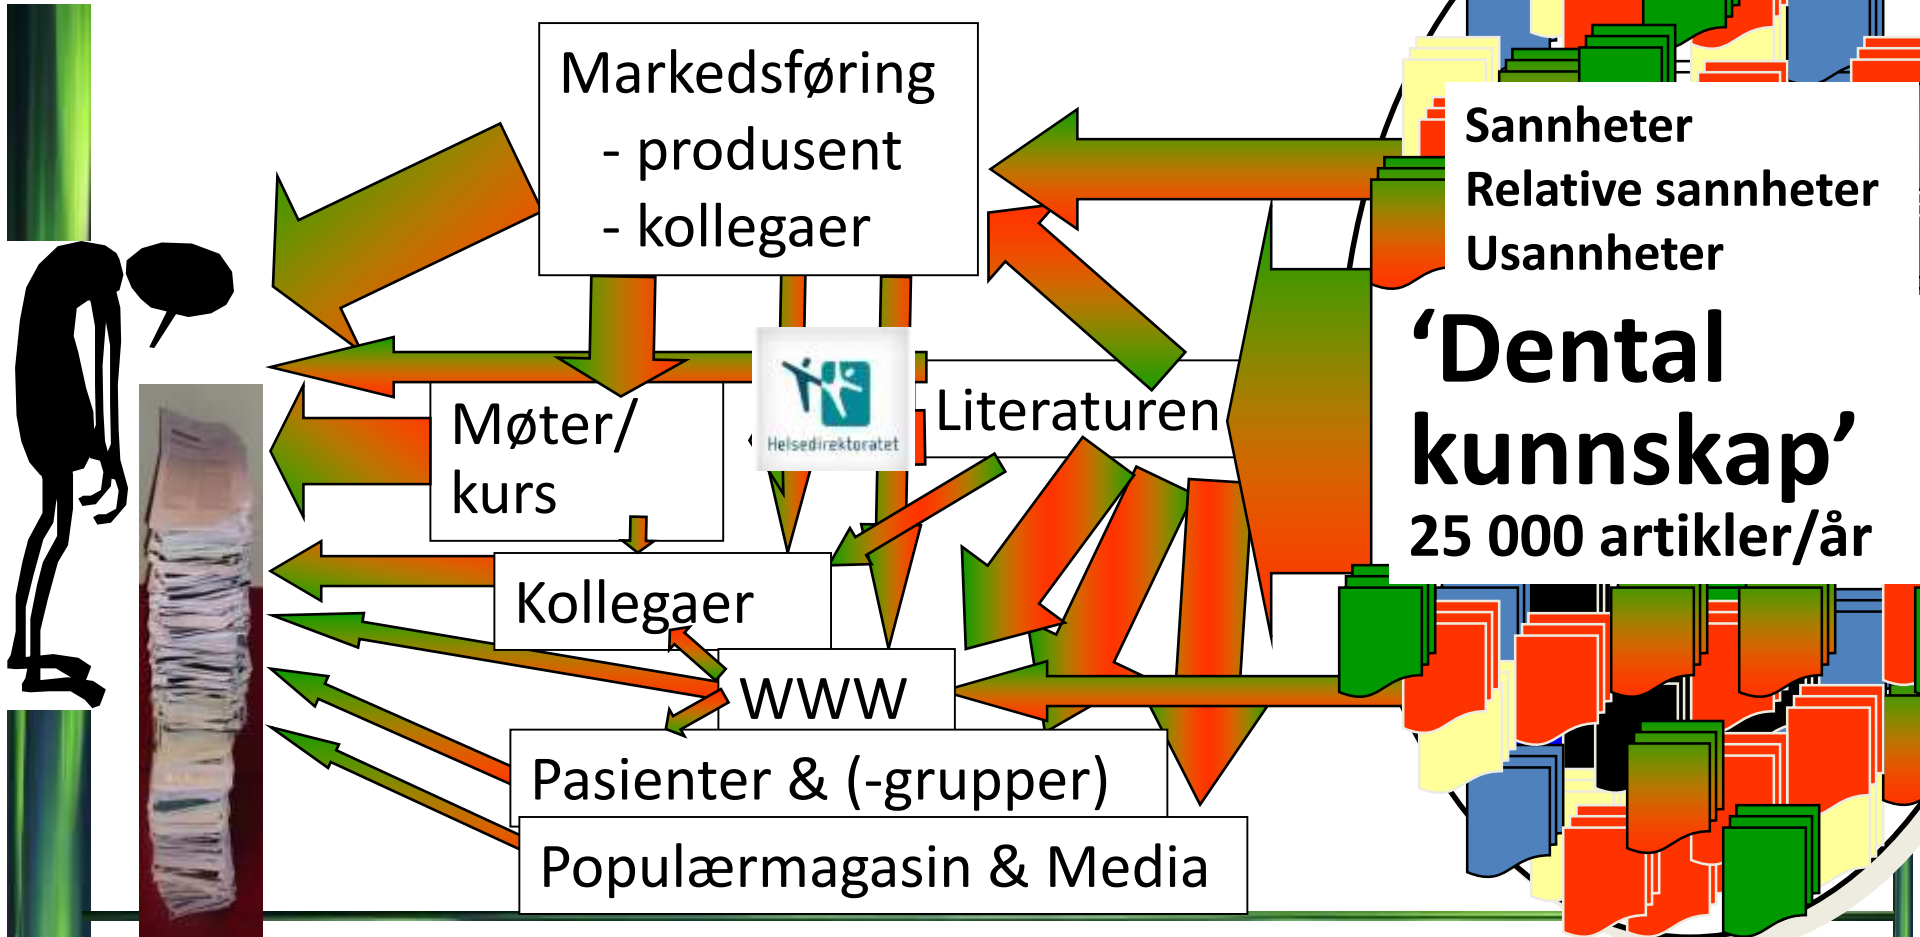 Markedsføring
- produsent
- kollegaer
Sannheter
Relative sannheter
Usannheter
‘Dental
kunnskap’
25 000 artikler/år
Helsedirektoratet
Literaturen
Møter/
kurs
Kollegaer
WWW
Pasienter & (-grupper)
Populærmagasin & Media